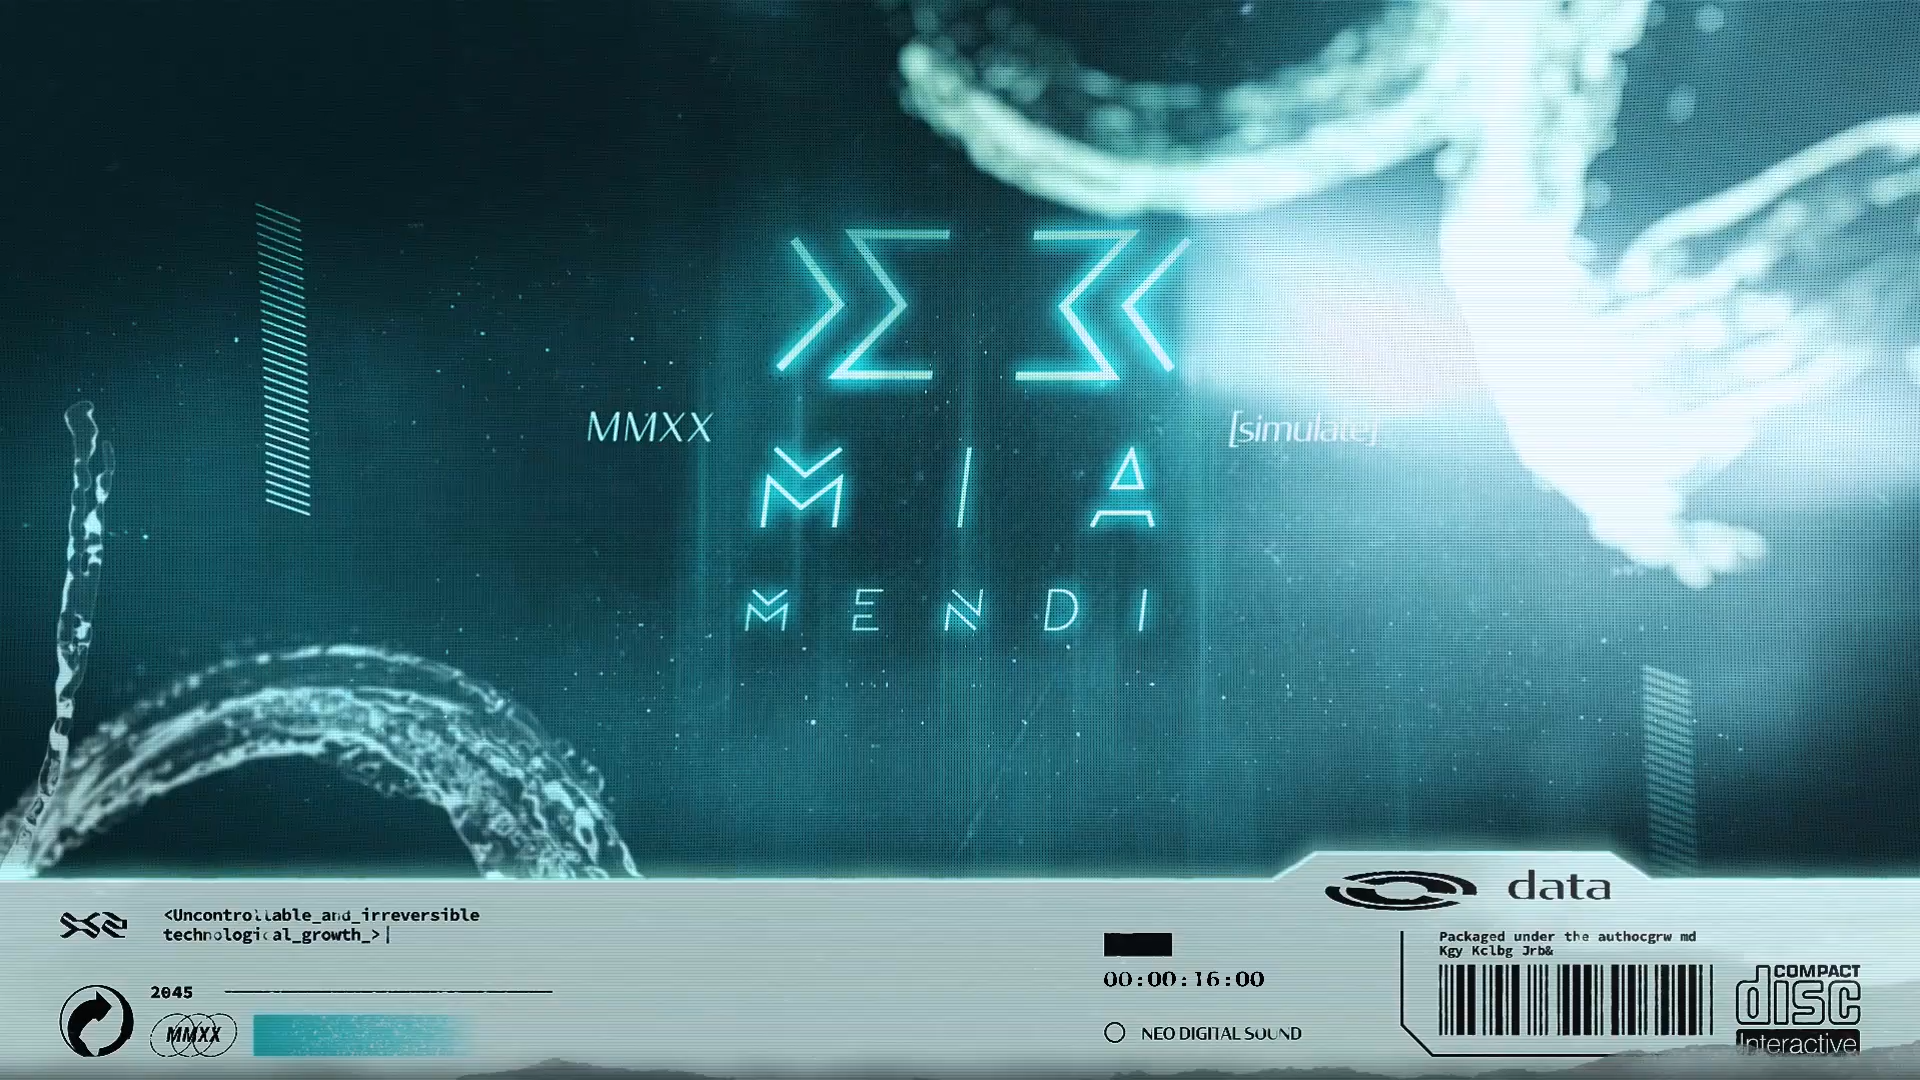 MMXX
[simulate]
MIA
MENDI
data
<Uncontrollable_and_irreversible
technological_growth_>|
Packaged under the authocgrw md
Kgy Kclbg Jrb&
00:00:16:00
2045
MMXX
NEO DIGITAL SOUND
COMPACT
disc
Interactive